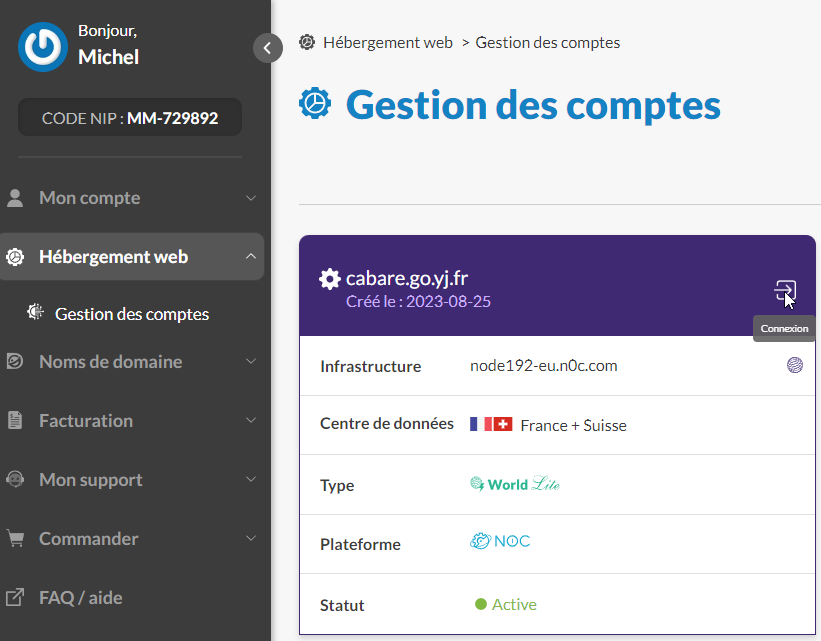 Bonjour,
Michel
CODE NIP : MM-729892
Mon compte
Hébergement web
Gestion des comptes
Noms de domaine
Facturation
Mon support
Commander
FAQ / aide
Hébergement web > Gestion des comptes
Gestion des comptes
cabare.go.yj.fr
Créé le : 2023-08-25
Connexion
Infrastructure node192-eu.n0c.com
Centre de données France + Suisse
Type World Lite
Plateforme N0C
Statut Active